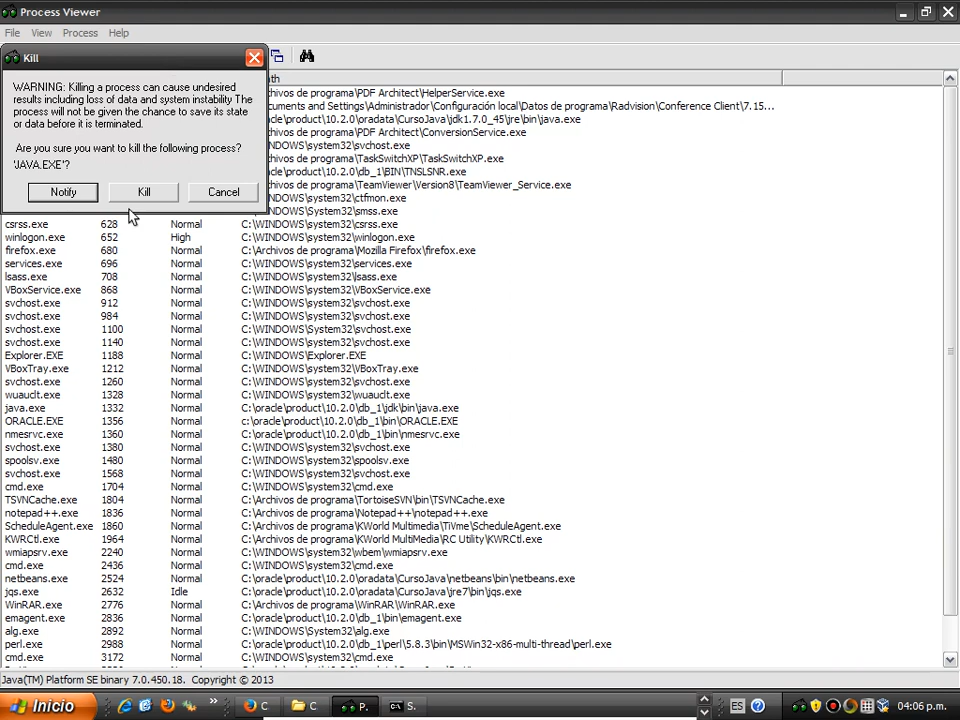 Process Viewer
File View Process Help
Kill
WARNING: Killing a process can cause undesired
results including loss of data and system instability The
process will not be given the chance to save its state
or data before it is terminated.
Are you sure you want to kill the following process?
'JAVA.EXE'?
Notify Kill Cancel
th
chivos de programa\PDF Architect\HelperService.exe
cuments and Settings\Administrador\Configuración local\Datos de programa\Radvision\Conference Client\7.15...
oracle\product\10.2.0\oradata\CursoJava\jdk1.7.0_45\jre\bin\java.exe
chivos de programa\PDF Architect\ConversionService.exe
INDOWS\system32\svchost.exe
chivos de programa\TaskSwitchXP\TaskSwitchXP.exe
oracle\product\10.2.0\db_1\BIN\TNSLSNR.exe
chivos de programa\TeamViewer\Version8\TeamViewer_Service.exe
INDOWS\system32\ctfmon.exe
INDOWS\System32\smss.exe
csrss.exe 628 Normal C:\WINDOWS\system32\csrss.exe
winlogon.exe 652 High C:\WINDOWS\system32\winlogon.exe
firefox.exe 680 Normal C:\Archivos de programa\Mozilla Firefox\firefox.exe
services.exe 696 Normal C:\WINDOWS\system32\services.exe
lsass.exe 708 Normal C:\WINDOWS\system32\lsass.exe
VBoxService.exe 868 Normal C:\WINDOWS\system32\VBoxService.exe
svchost.exe 912 Normal C:\WINDOWS\system32\svchost.exe
svchost.exe 984 Normal C:\WINDOWS\system32\svchost.exe
svchost.exe 1100 Normal C:\WINDOWS\System32\svchost.exe
svchost.exe 1140 Normal C:\WINDOWS\system32\svchost.exe
Explorer.EXE 1188 Normal C:\WINDOWS\Explorer.EXE
VBoxTray.exe 1212 Normal C:\WINDOWS\system32\VBoxTray.exe
svchost.exe 1260 Normal C:\WINDOWS\system32\svchost.exe
wuauclt.exe 1328 Normal C:\WINDOWS\system32\wuauclt.exe
java.exe 1332 Normal C:\oracle\product\10.2.0\db_1\jdk\bin\java.exe
ORACLE.EXE 1356 Normal c:\oracle\product\10.2.0\db_1\bin\ORACLE.EXE
nmesrvc.exe 1360 Normal C:\oracle\product\10.2.0\db_1\bin\nmesrvc.exe
svchost.exe 1380 Normal C:\WINDOWS\system32\svchost.exe
spoolsv.exe 1480 Normal C:\WINDOWS\system32\spoolsv.exe
svchost.exe 1568 Normal C:\WINDOWS\system32\svchost.exe
cmd.exe 1704 Normal C:\WINDOWS\system32\cmd.exe
TSVNCache.exe 1804 Normal C:\Archivos de programa\TortoiseSVN\bin\TSVNCache.exe
notepad++.exe 1836 Normal C:\Archivos de programa\Notepad++\notepad++.exe
ScheduleAgent.exe 1860 Normal C:\Archivos de programa\KWorld Multimedia\TiVme\ScheduleAgent.exe
KWRCtl.exe 1964 Normal C:\Archivos de programa\KWorld MultiMedia\RC Utility\KWRCtl.exe
wmiapsrv.exe 2240 Normal C:\WINDOWS\system32\wbem\wmiapsrv.exe
cmd.exe 2436 Normal C:\WINDOWS\system32\cmd.exe
netbeans.exe 2524 Normal C:\oracle\product\10.2.0\oradata\CursoJava\netbeans\bin\netbeans.exe
jqs.exe 2632 Idle C:\oracle\product\10.2.0\oradata\CursoJava\jre7\bin\jqs.exe
WinRAR.exe 2776 Normal C:\Archivos de programa\WinRAR\WinRAR.exe
emagent.exe 2836 Normal C:\oracle\product\10.2.0\db_1\bin\emagent.exe
alg.exe 2892 Normal C:\WINDOWS\System32\alg.exe
perl.exe 2988 Normal C:\oracle\product\10.2.0\db_1\perl\5.8.3\bin\MSWin32-x86-multi-thread\perl.exe
cmd.exe 3172 Normal C:\WINDOWS\system32\cmd.exe
Java(TM) Platform SE binary 7.0.450.18. Copyright © 2013
Inicio » C C P. S. ES 04:06 p.m.